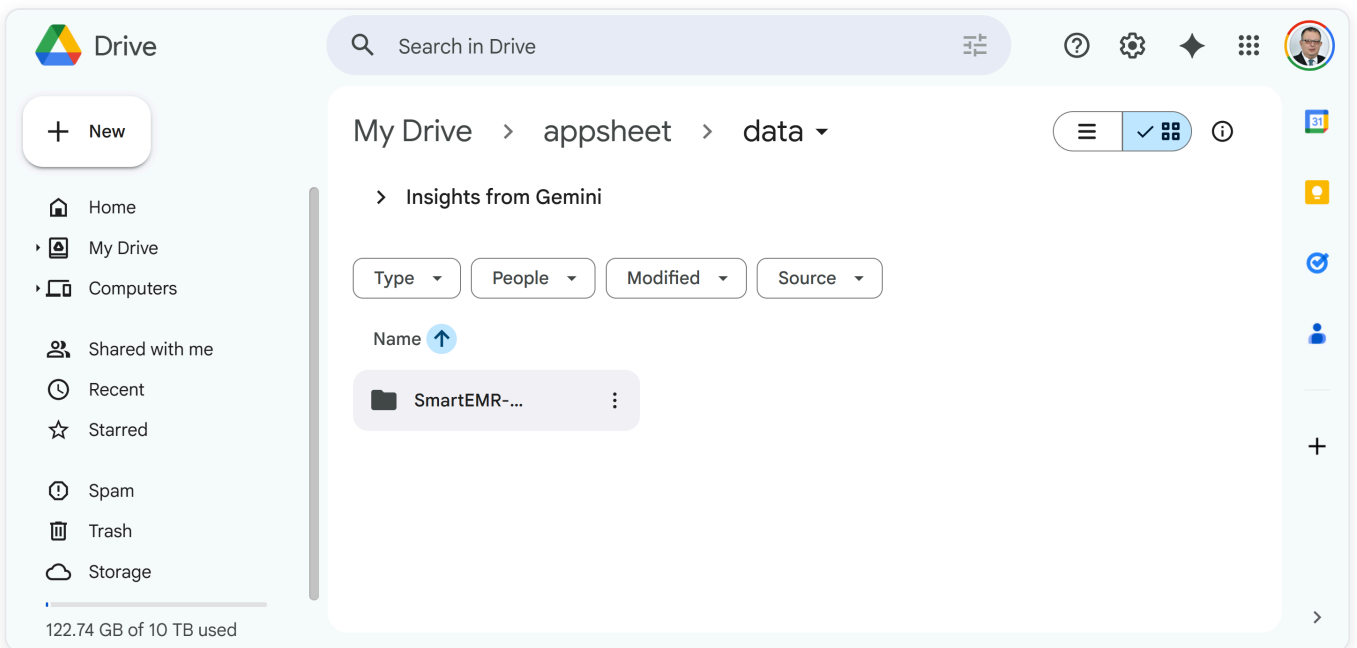 Drive
Search in Drive
New
Home
My Drive
Computers
Shared with me
Recent
Starred
Spam
Trash
Storage
122.74 GB of 10 TB used
My Drive > appsheet > data
Insights from Gemini
Type
People
Modified
Source
Name
SmartEMR-...
31